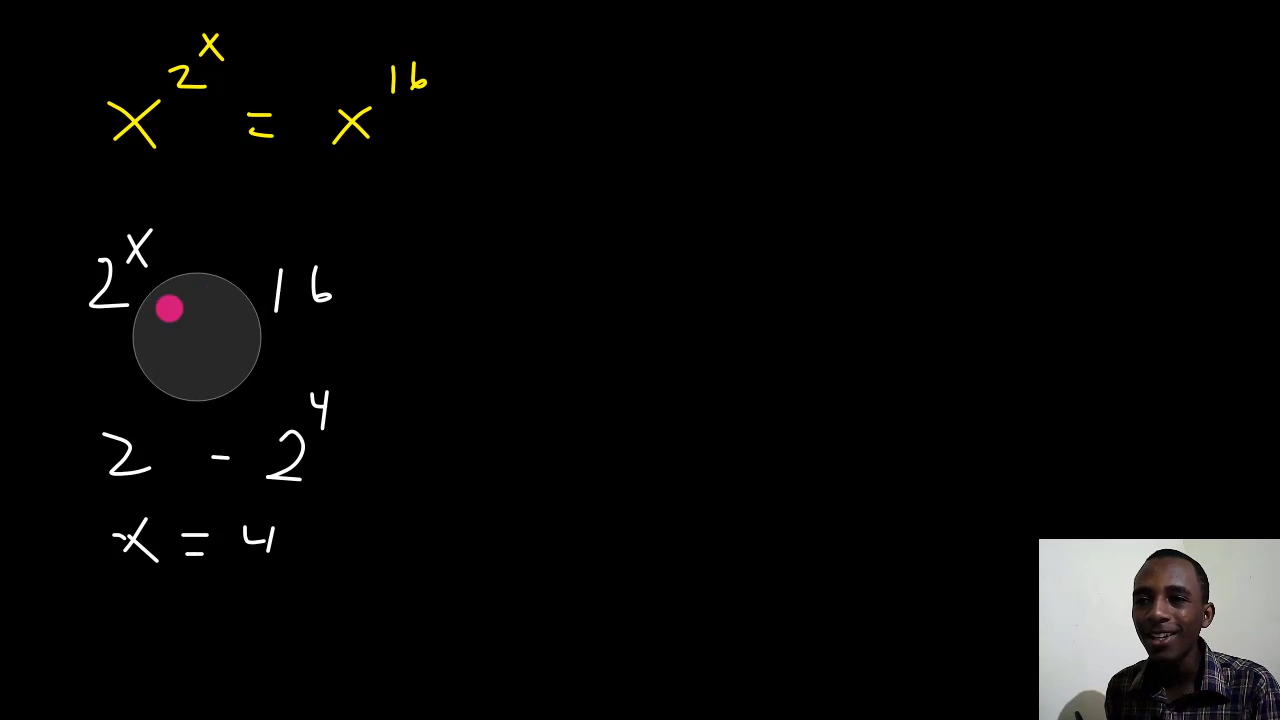 x^{2^x} = x^{16}
2^x 16
2 - 2^4
x = 4